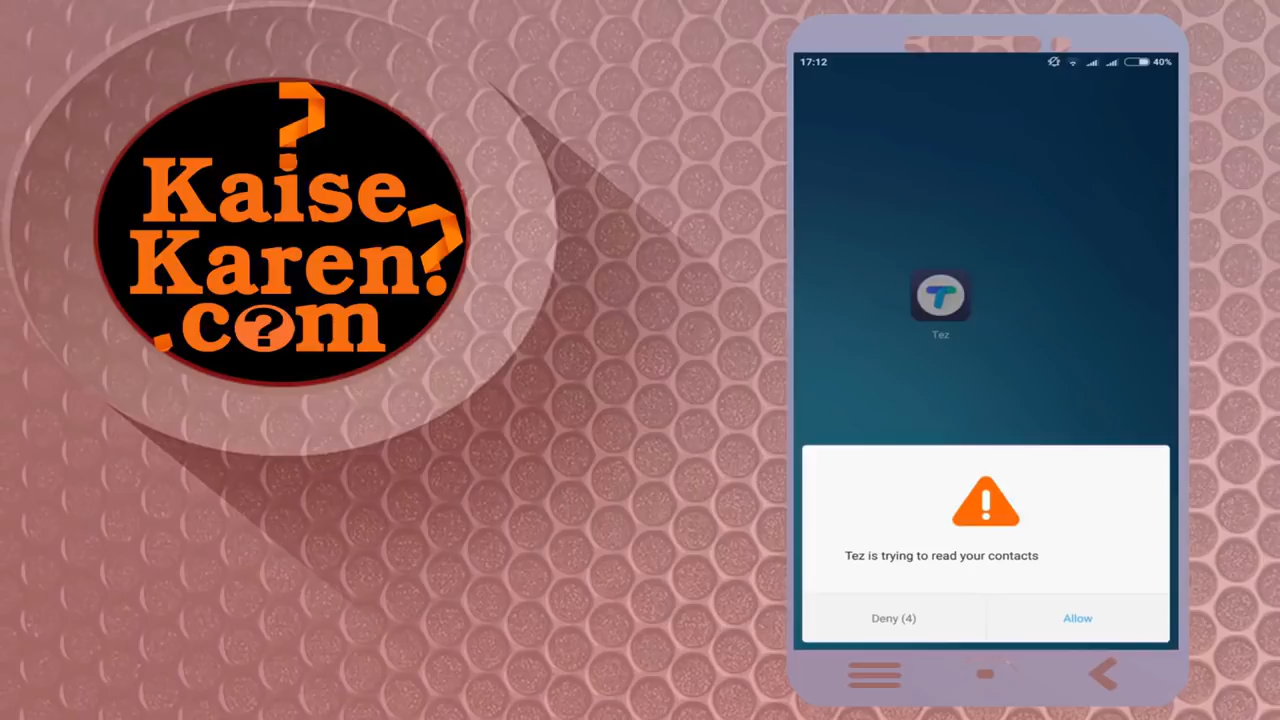 Kaise
Karen
.com
17:12
40%
Tez
Tez is trying to read your contacts
Deny (4)
Allow